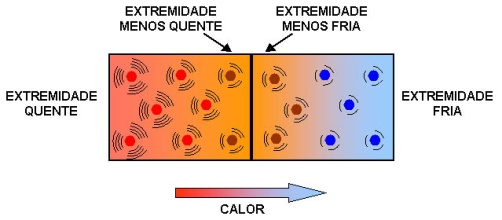 EXTREMIDADE
MENOS QUENTE
EXTREMIDADE
MENOS FRIA
EXTREMIDADE
QUENTE
EXTREMIDADE
FRIA
CALOR